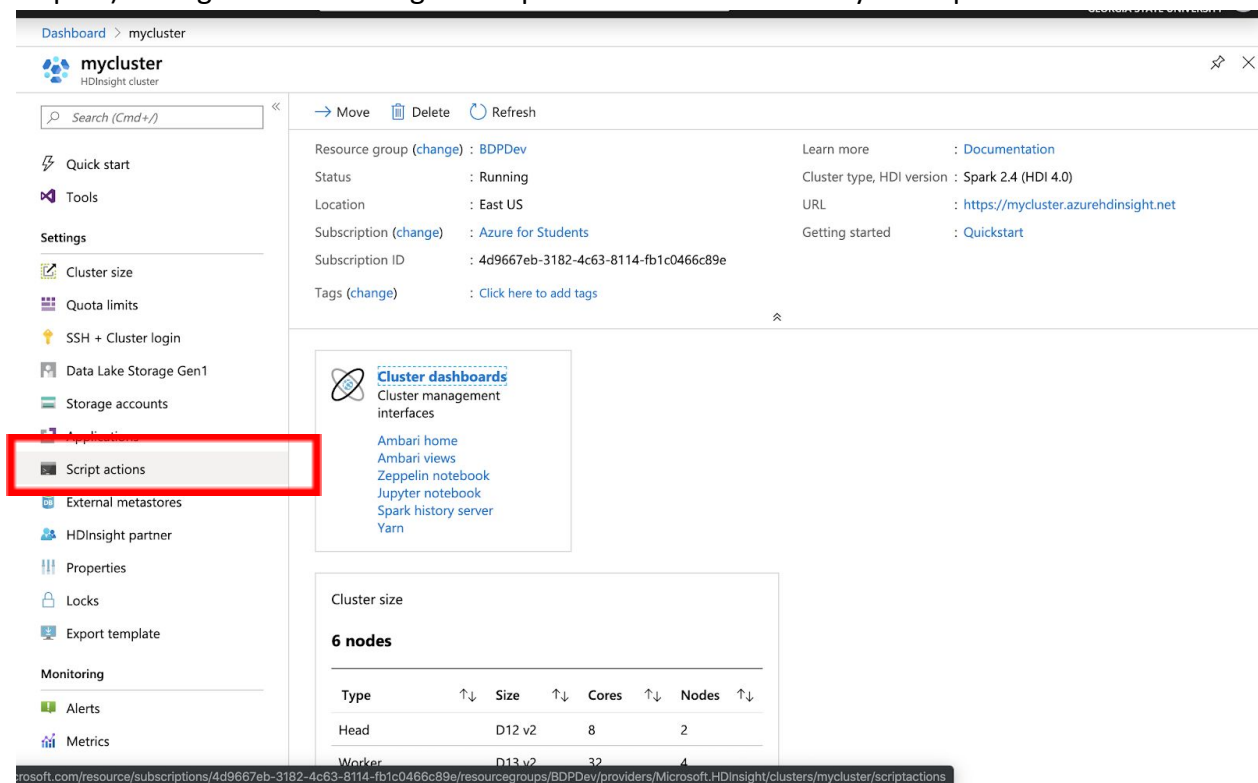 GEORGIA STATE UNIVERSITY
Dashboard > mycluster
mycluster
HDInsight cluster
Search (Cmd+/)
«
Quick start
Tools
Settings
Cluster size
Quota limits
SSH + Cluster login
Data Lake Storage Gen1
Storage accounts
Applications
Script actions
External metastores
HDInsight partner
Properties
Locks
Export template
Monitoring
Alerts
Metrics
Move Delete Refresh
Resource group (change) : BDPDev
Status : Running
Location : East US
Subscription (change) : Azure for Students
Subscription ID : 4d9667eb-3182-4c63-8114-fb1c0466c89e
Tags (change) : Click here to add tags
Learn more : Documentation
Cluster type, HDI version : Spark 2.4 (HDI 4.0)
URL : https://mycluster.azurehdinsight.net
Getting started : Quickstart
Cluster dashboards
Cluster management
interfaces
Ambari home
Ambari views
Zeppelin notebook
Jupyter notebook
Spark history server
Yarn
Cluster size
6 nodes
Type Size Cores Nodes
Head D12 v2 8 2
Worker D13 v2 32 4
crosoft.com/resource/subscriptions/4d9667eb-3182-4c63-8114-fb1c0466c89e/resourcegroups/BDPDev/providers/Microsoft.HDInsight/clusters/mycluster/scriptactions